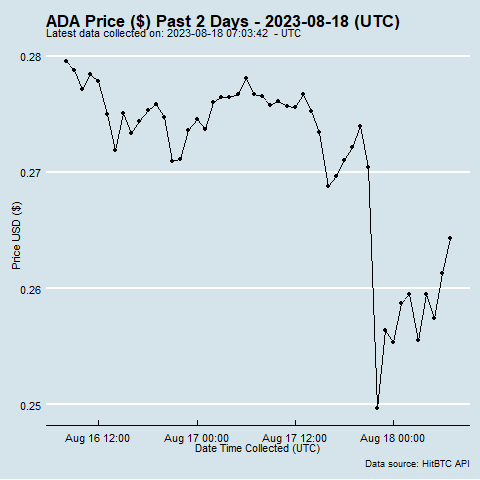 ADA Price ($) Past 2 Days - 2023-08-18 (UTC)
Latest data collected on: 2023-08-18 07:03:42 - UTC
0.28
0.27
0.26
0.25
Price USD ($)
Aug 16 12:00 Aug 17 00:00 Aug 17 12:00 Aug 18 00:00
Date Time Collected (UTC)
Data source: HitBTC API